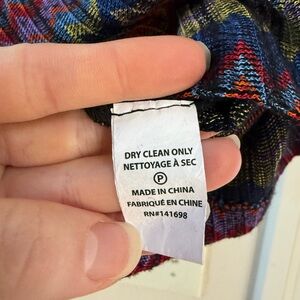 DRY CLEAN ONLY
NETTOYAGE À SEC
P
MADE IN CHINA
FABRIQUÉ EN CHINE
RN#141698